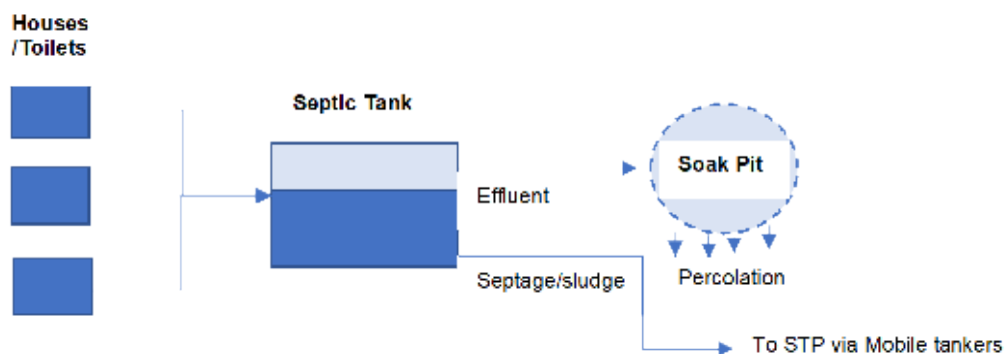 Houses
/Toilets
Septic Tank
Soak Pit
Effluent
Septage/sludge
Percolation
To STP via Mobile tankers